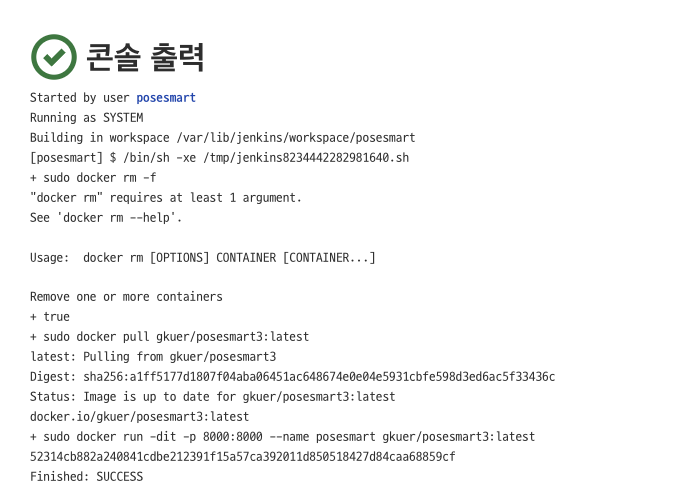 콘솔 출력
Started by user posesmart
Running as SYSTEM
Building in workspace /var/lib/jenkins/workspace/posesmart
[posesmart] $ /bin/sh -xe /tmp/jenkins8234442282981640.sh
+ sudo docker rm -f
"docker rm" requires at least 1 argument.
See 'docker rm --help'.

Usage:  docker rm [OPTIONS] CONTAINER [CONTAINER...]

Remove one or more containers
+ true
+ sudo docker pull gkuer/posesmart3:latest
latest: Pulling from gkuer/posesmart3
Digest: sha256:a1ff5177d1807f04aba06451ac648674e0e04e5931cbfe598d3ed6ac5f33436c
Status: Image is up to date for gkuer/posesmart3:latest
docker.io/gkuer/posesmart3:latest
+ sudo docker run -dit -p 8000:8000 --name posesmart gkuer/posesmart3:latest
52314cb882a240841cdbe212391f15a57ca392011d850518427d84caa68859cf
Finished: SUCCESS